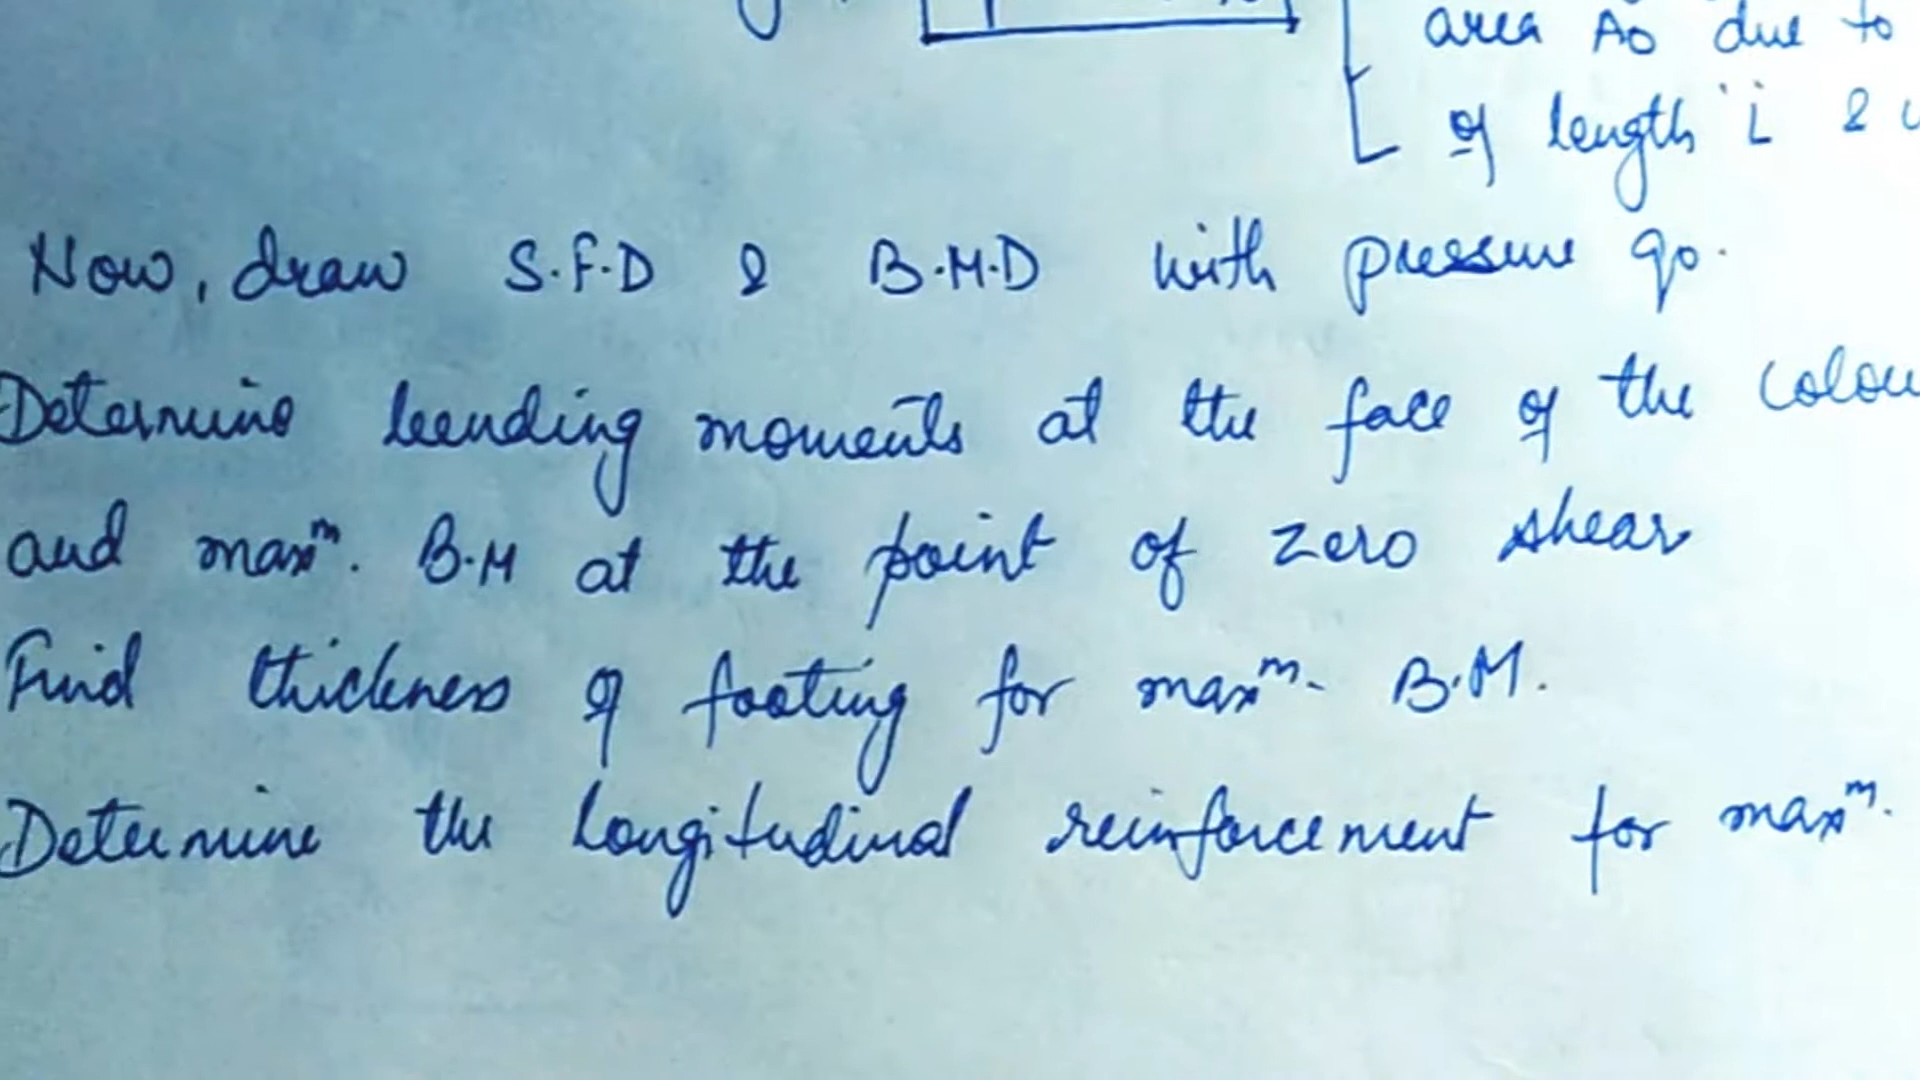 area Ao due to
of length 'L &
Now, draw S.F.D & B.M.D with pressure qo.
Determine bending moments at the face of the
and maxm. B.M at the point of zero shear
Find thickness of footing for maxm. B.M.
Determine the longitudinal reinforcement for maxm.